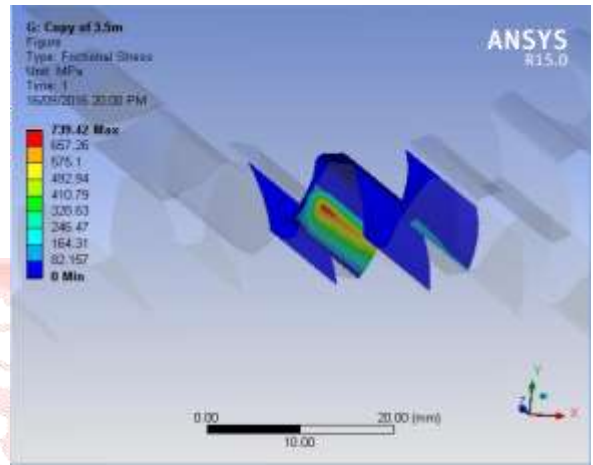 G: Copy of 3.5m
Figure
Type: Frictional Stress
Unit: MPa
Time: 1
ANSYS
R15.0
739.42 Max
657.26
575.1
492.94
410.79
328.63
246.47
164.31
82.157
0 Min
Y
Z
X
0.00
20.00 (mm)
10.00